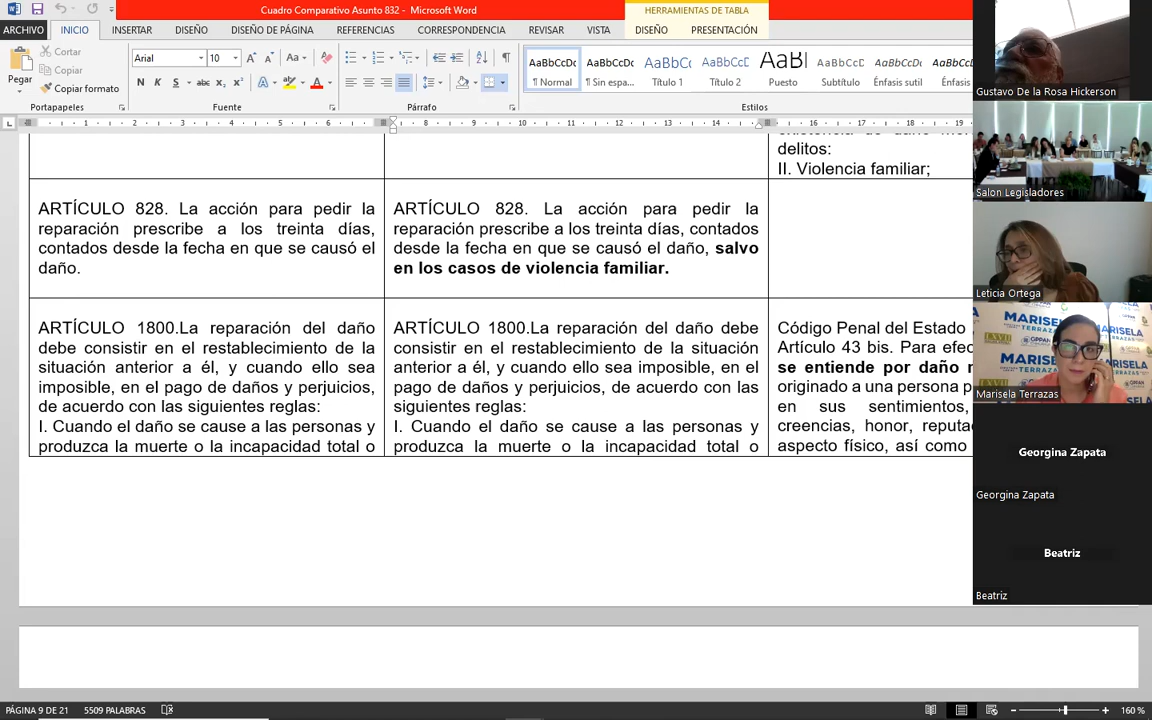 Cuadro Comparativo Asunto 832 - Microsoft Word
HERRAMIENTAS DE TABLA
ARCHIVO INICIO INSERTAR DISEÑO DISEÑO DE PÁGINA REFERENCIAS CORRESPONDENCIA REVISAR VISTA DISEÑO PRESENTACIÓN
Pegar
Cortar
Copiar
Copiar formato
Portapapeles
Arial 10
N K S abc
Fuente
Párrafo
AaBbCcDc AaBbCcDc AaBbCc AaBbCcC AaBl AaBbCcD AaBbCcDt AaBbCcDt
¶ Normal ¶ Sin espa... Título 1 Título 2 Puesto Subtítulo Énfasis sutil Énfasis
Estilos
delitos:
II. Violencia familiar;
ARTÍCULO 828. La acción para pedir la
reparación prescribe a los treinta días,
contados desde la fecha en que se causó el
daño.
ARTÍCULO 828. La acción para pedir la
reparación prescribe a los treinta días, contados
desde la fecha en que se causó el daño, salvo
en los casos de violencia familiar.
ARTÍCULO 1800.La reparación del daño
debe consistir en el restablecimiento de la
situación anterior a él, y cuando ello sea
imposible, en el pago de daños y perjuicios,
de acuerdo con las siguientes reglas:
I. Cuando el daño se cause a las personas y
produzca la muerte o la incapacidad total o
ARTÍCULO 1800.La reparación del daño debe
consistir en el restablecimiento de la situación
anterior a él, y cuando ello sea imposible, en el
pago de daños y perjuicios, de acuerdo con las
siguientes reglas:
I. Cuando el daño se cause a las personas y
produzca la muerte o la incapacidad total o
Código Penal del Estado
Artículo 43 bis. Para efec
se entiende por daño
originado a una persona
en sus sentimientos,
creencias, honor, reputa
aspecto físico, así como
Gustavo De la Rosa Hickerson
Salon Legisladores
Leticia Ortega
MARISELA
TERRAZAS
Marisela Terrazas
Georgina Zapata
Georgina Zapata
Beatriz
Beatriz
PÁGINA 9 DE 21 5509 PALABRAS
160 %